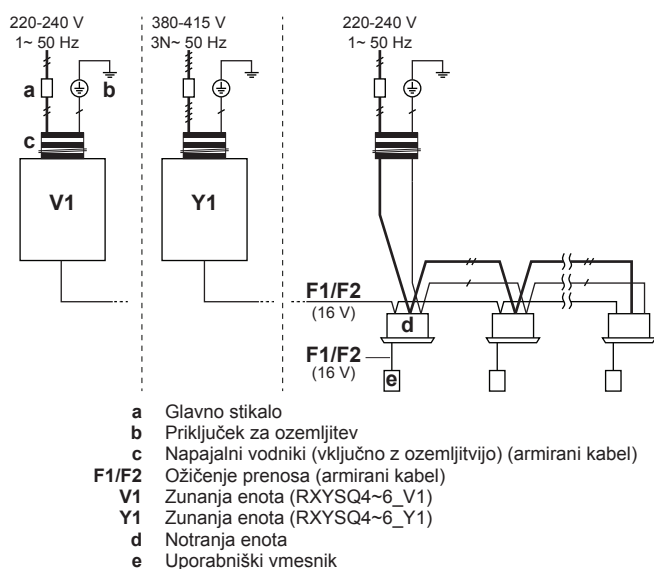 220-240 V
1~ 50 Hz
380-415 V
3N~ 50 Hz
220-240 V
1~ 50 Hz
a
b
c
V1
Y1
F1/F2
(16 V)
d
F1/F2
(16 V)
e
a Glavno stikalo
b Priključek za ozemljitev
c Napajalni vodniki (vključno z ozemljitvijo) (armirani kabel)
F1/F2 Ožičenje prenosa (armirani kabel)
V1 Zunanja enota (RXYSQ4~6_V1)
Y1 Zunanja enota (RXYSQ4~6_Y1)
d Notranja enota
e Uporabniški vmesnik